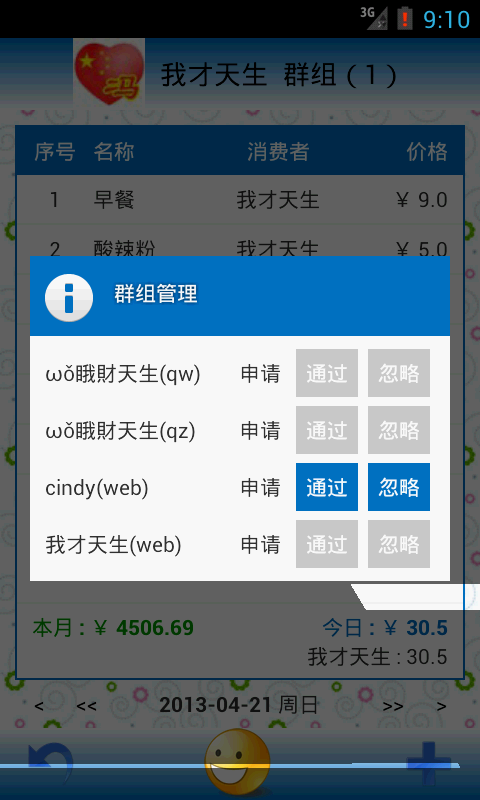 3G 9:10
我才天生 群组 ( 1 )
序号 名称 消费者 价格
1 早餐 我才天生 ￥ 9.0
2 酸辣粉 我才天生 ￥ 5.0
群组管理
ωǒ睋財天生(qw) 申请 通过 忽略
ωǒ睋財天生(qz) 申请 通过 忽略
cindy(web) 申请 通过 忽略
我才天生(web) 申请 通过 忽略
本月 : ￥ 4506.69 今日 : ￥ 30.5
我才天生 : 30.5
< << 2013-04-21 周日 >> >